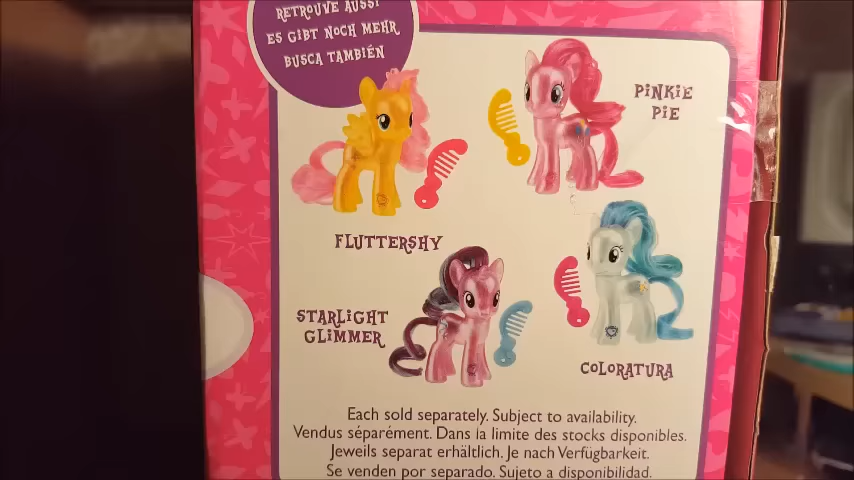 RETROUVE AUSSI
ES GIBT NOCH MEHR
BUSCA TAMBIÉN
PINKIE
PIE
FLUTTERSHY
STARLIGHT
GLIMMER
COLORATURA
Each sold separately. Subject to availability.
Vendus séparément. Dans la limite des stocks disponibles.
Jeweils separat erhältlich. Je nach Verfügbarkeit.
Se venden por separado. Sujeto a disponibilidad.